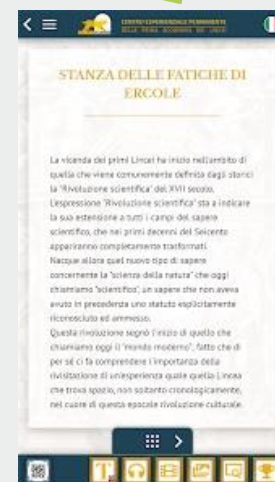 CENTRO ESPERIENZIALE PERMANENTE
DELLA PRIMA ACCADEMIA DEI LINCEI
STANZA DELLE FATICHE DI
ERCOLE
La vicenda dei primi Lincei ha inizio nell'ambito di
quella che viene comunemente definita dagli storici
la "Rivoluzione scientifica" del XVII secolo.
L'espressione "Rivoluzione scientifica" sta a indicare
la sua estensione a tutti i campi del sapere
scientifico, che nei primi decenni del Seicento
appariranno completamente trasformati.
Nacque allora quel nuovo tipo di sapere
concernente la "scienza della natura" che oggi
chiamiamo "scientifico", un sapere che non aveva
avuto in precedenza uno statuto esplicitamente
riconosciuto ed ammesso.
Questa rivoluzione segnò l'inizio di quello che
chiamiamo oggi il "mondo moderno", fatto che di
per sé ci fa comprendere l'importanza della
rivisitazione di un'esperienza quale quella Lincea
che trova spazio, non soltanto cronologicamente,
nel cuore di questa epocale rivoluzione culturale.